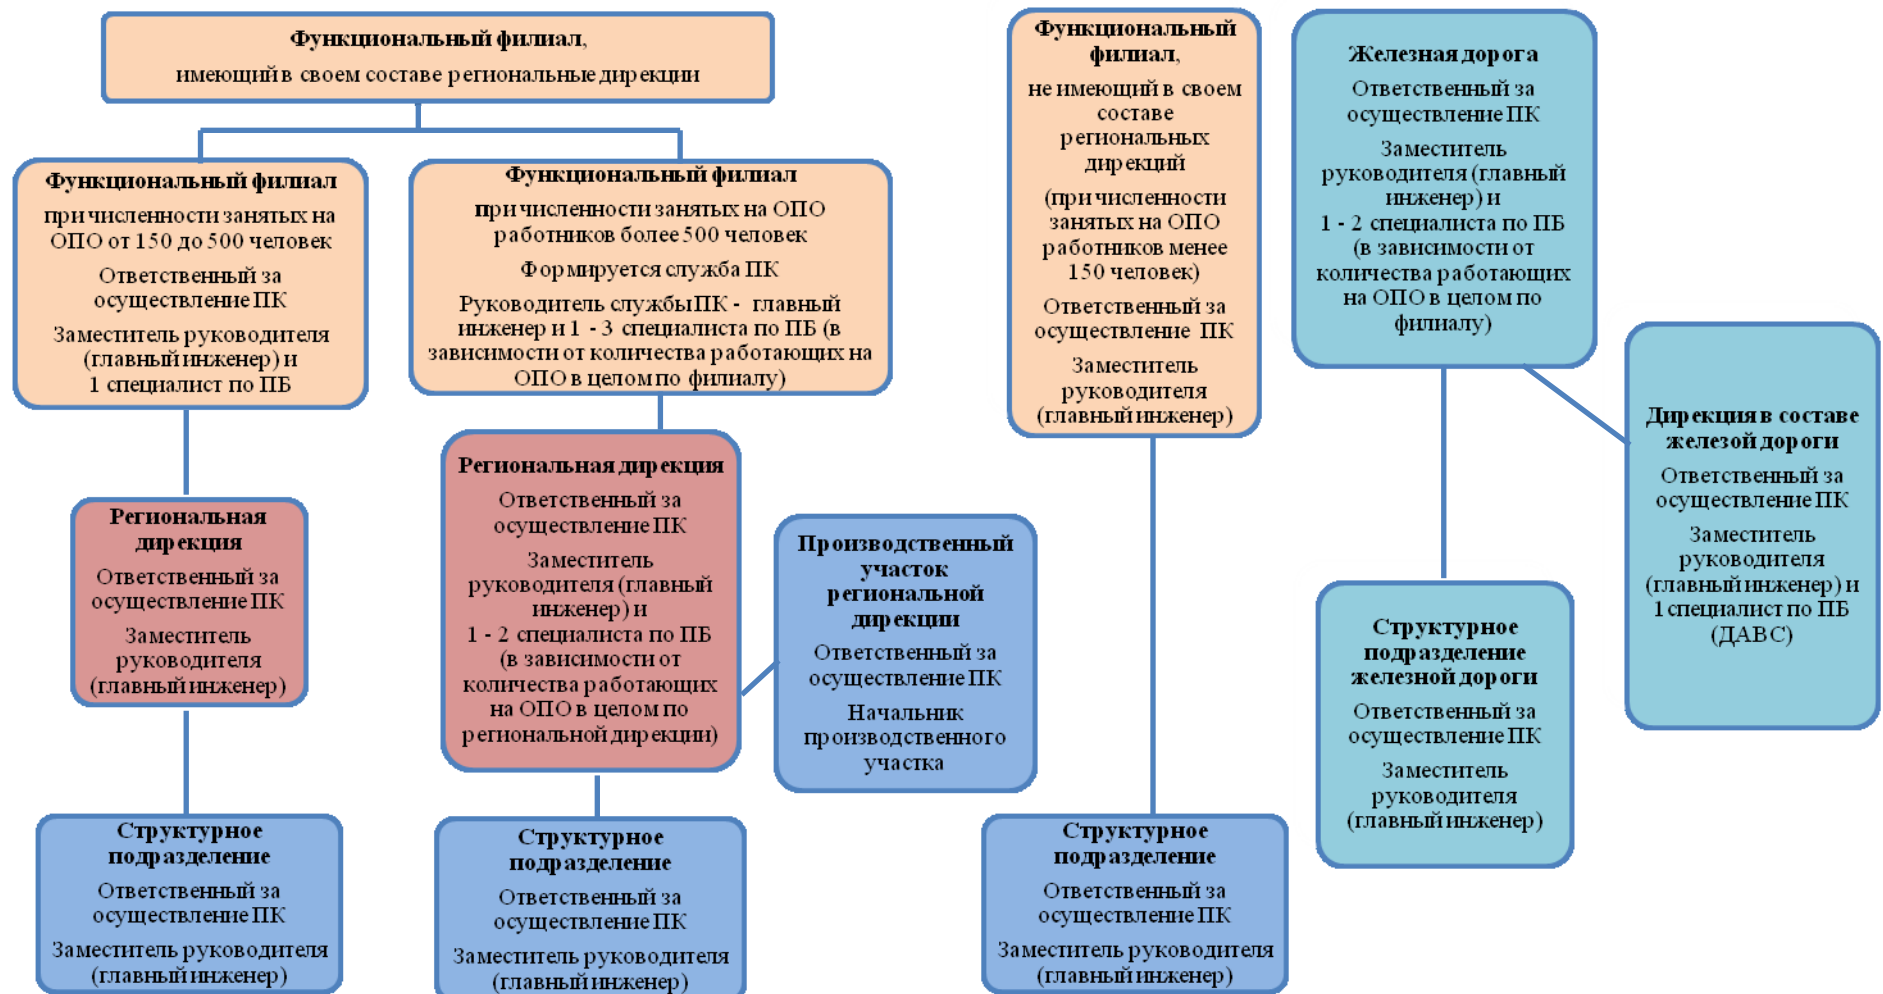 Функциональный филиал,
имеющий в своем составе региональные дирекции
Функциональный филиал
при численности занятых на
ОПО от 150 до 500 человек
Ответственный за
осуществление ПК
Заместитель руководителя
(главный инженер) и
1 специалист по ПБ
Функциональный филиал
при численности занятых на ОПО
работников более 500 человек
Формируется служба ПК
Руководитель службы ПК - главный
инженер и 1 - 3 специалиста по ПБ (в
зависимости от количества работающих на
ОПО в целом по филиалу)
Региональная
дирекция
Ответственный за
осуществление ПК
Заместитель
руководителя
(главный инженер)
Региональная дирекция
Ответственный за
осуществление ПК
Заместитель
руководителя (главный
инженер) и
1 - 2 специалиста по ПБ
(в зависимости от
количества работающих
на ОПО в целом по
региональной дирекции)
Производственный
участок
региональной
дирекции
Ответственный за
осуществление ПК
Начальник
производственного
участка
Структурное
подразделение
Ответственный за
осуществление ПК
Заместитель руководителя
(главный инженер)
Структурное
подразделение
Ответственный за
осуществление ПК
Заместитель руководителя
(главный инженер)
Функциональный
филиал,
не имеющий в своем
составе
региональных
дирекций
(при численности
занятых на ОПО
работников менее
150 человек)
Ответственный за
осуществление ПК
Заместитель
руководителя
(главный инженер)
Структурное
подразделение
Ответственный за
осуществление ПК
Заместитель руководителя
(главный инженер)
Железная дорога
Ответственный за
осуществление ПК
Заместитель
руководителя (главный
инженер) и
1 - 2 специалиста по ПБ
(в зависимости от
количества работающих
на ОПО в целом по
филиалу)
Структурное
подразделение
железной дороги
Ответственный за
осуществление ПК
Заместитель
руководителя
(главный инженер)
Дирекция в составе
железой дороги
Ответственный за
осуществление ПК
Заместитель
руководителя
(главный инженер) и
1 специалист по ПБ
(ДАВС)